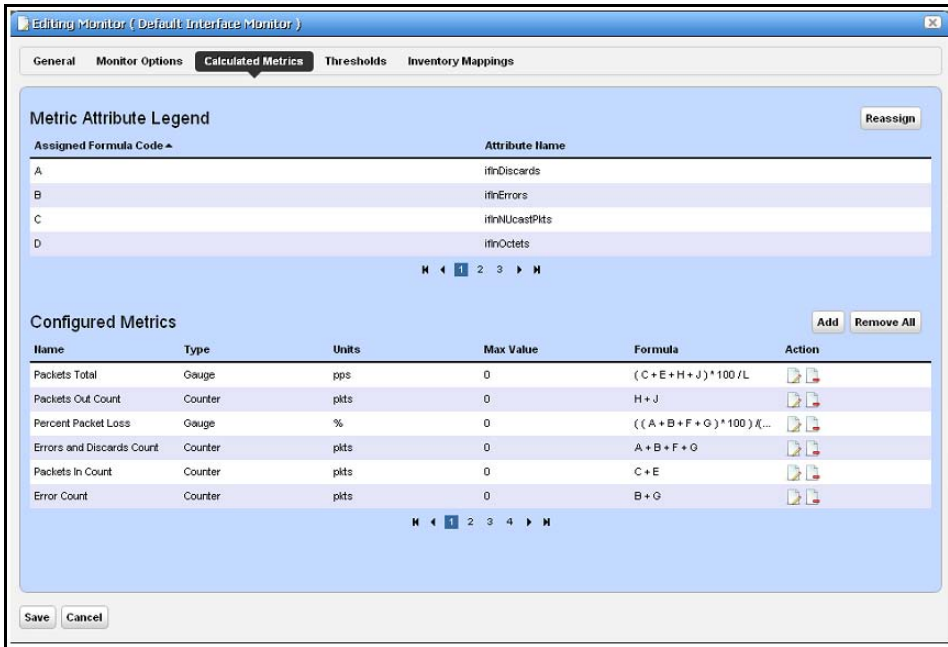 Editing Monitor ( Default Interface Monitor )
General Monitor Options Calculated Metrics Thresholds Inventory Mappings
Metric Attribute Legend Reassign
Assigned Formula Code Attribute Name
A ifInDiscards
B ifInErrors
C ifInNUcastPkts
D ifInOctets
1 2 3
Configured Metrics Add Remove All
Name Type Units Max Value Formula Action
Packets Total Gauge pps 0 ( C + E + H + J ) * 100 / L
Packets Out Count Counter pkts 0 H + J
Percent Packet Loss Gauge % 0 ( ( A + B + F + G ) * 100 ) /(...
Errors and Discards Count Counter pkts 0 A + B + F + G
Packets In Count Counter pkts 0 C + E
Error Count Counter pkts 0 B + G
1 2 3 4
Save Cancel